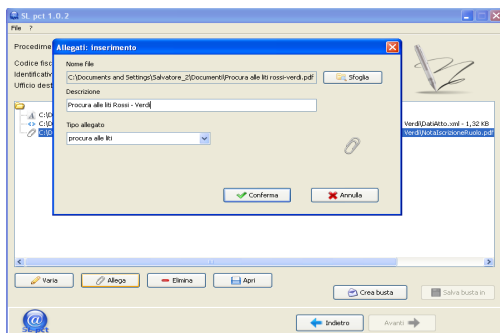 SL pct 1.0.2
File ?
Procedime
Allegati: Inserimento
Codice fisc
Identificativ
Ufficio dest
Nome file
C:\Documents and Settings\Salvatore_2\Documenti\Procura alle liti rossi-verdi.pdf
Sfoglia
Descrizione
Procura alle liti Rossi - Verdi
Tipo allegato
procura alle liti
Conferma
Annulla
C:\D
C:\D
Verdi\DatiAtto.xml - 1,32 KB
C:\D
Verdi\NotaIscrizioneRuolo.pdf
Varia
Allega
Elimina
Apri
Crea busta
Salva busta in
SL pct
Indietro
Avanti